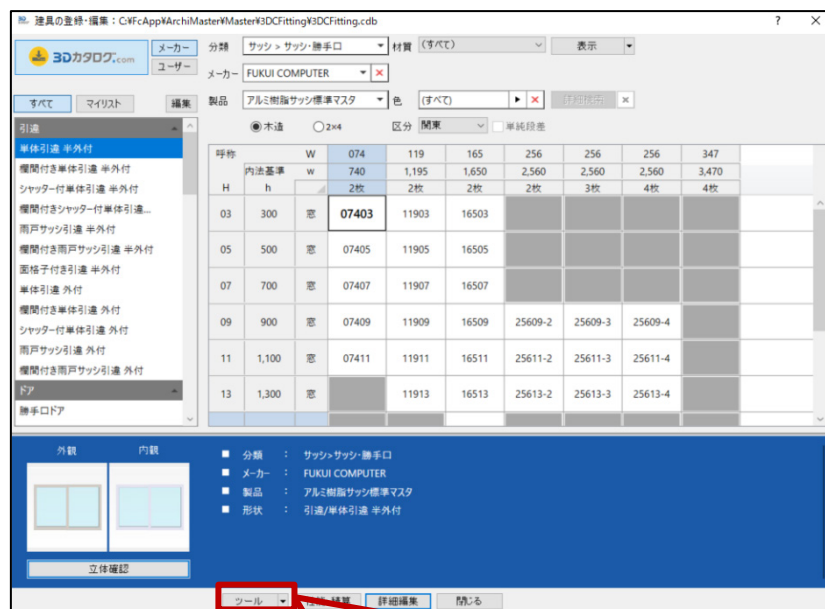 建具の登録・編集：C:¥FcApp¥ArchiMaster¥Master¥3DCFitting¥3DCFitting.cdb ? ×
3Dカタログ.com メーカー ユーザー
分類 サッシ > サッシ・勝手口 材質 (すべて) 表示
メーカー FUKUI COMPUTER
すべて マイリスト 編集
製品 アルミ樹脂サッシ標準マスタ 色 (すべて) 詳細検索
木造 2×4 区分 関東 単純段差
引違
単体引違 半外付
欄間付き単体引違 半外付
シャッター付単体引違 半外付
欄間付きシャッター付単体引違...
雨戸サッシ引違 半外付
欄間付き雨戸サッシ引違 半外付
面格子付き引違 半外付
単体引違 外付
欄間付き単体引違 外付
シャッター付単体引違 外付
雨戸サッシ引違 外付
欄間付き雨戸サッシ引違 外付
ドア
勝手口ドア
呼称 W 074 119 165 256 256 256 347
内法基準 w 740 1,195 1,650 2,560 2,560 2,560 3,470
H h 2枚 2枚 2枚 2枚 3枚 4枚 4枚
03 300 窓 07403 11903 16503
05 500 窓 07405 11905 16505
07 700 窓 07407 11907 16507
09 900 窓 07409 11909 16509 25609-2 25609-3 25609-4
11 1,100 窓 07411 11911 16511 25611-2 25611-3 25611-4
13 1,300 窓 11913 16513 25613-2 25613-3 25613-4
外観 内観
立体確認
分類 ： サッシ>サッシ・勝手口
メーカー ： FUKUI COMPUTER
製品 ： アルミ樹脂サッシ標準マスタ
形状 ： 引違/単体引違 半外付
ツール 積算 詳細編集 閉じる